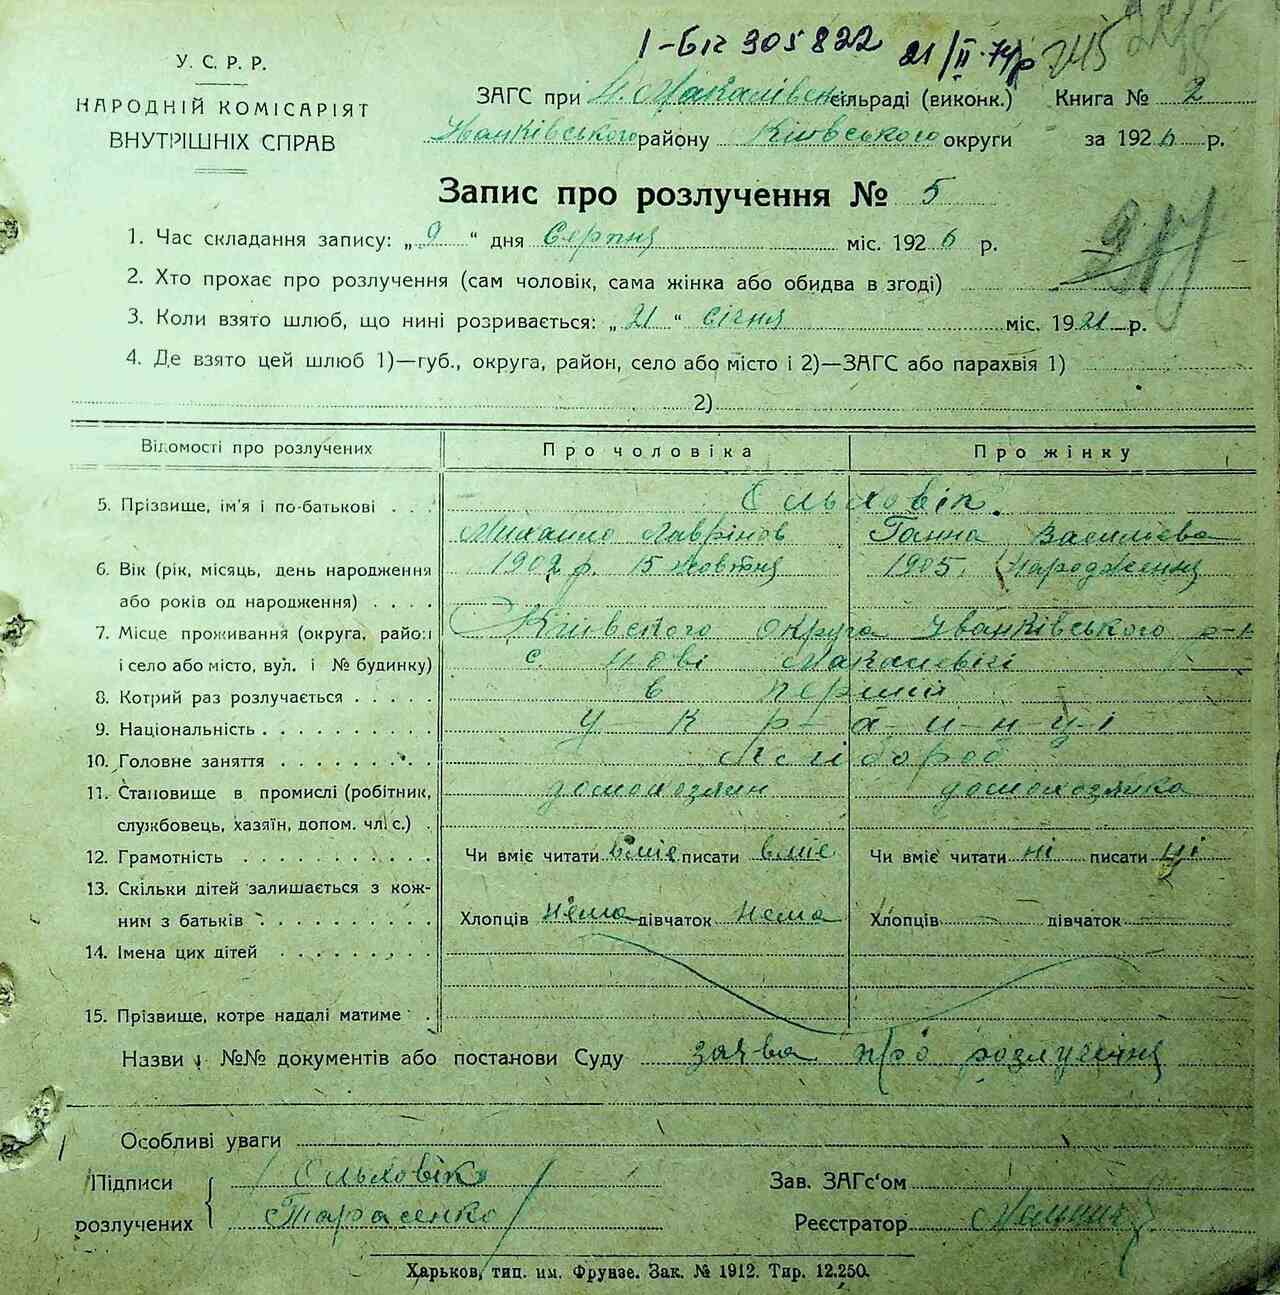 І-Бк 305822 21/II-74р 245
У. С. Р. Р.
НАРОДНІЙ КОМІСАРІЯТ
ВНУТРІШНІХ СПРАВ
ЗАГС при Н. Макалівськ сільраді (виконк.) Книга № 2
Іванківського району Київського округи за 1926 р.
Запис про розлучення № 5
1. Час складання запису: „9“ дня Серпня міс. 1926 р.
2. Хто прохає про розлучення (сам чоловік, сама жінка або обидва в згоді)
3. Коли взято шлюб, що нині розривається: „21“ січня міс. 1921 р.
4. Де взято цей шлюб 1)—губ., округа, район, село або місто і 2)—ЗАГС або парахвія 1)
2)
Відомості про розлучених Про чоловіка Про жінку
5. Прізвище, ім'я і по-батькові . . . Ольховік.
Михаило Лаврінов Ганна Василієва
6. Вік (рік, місяць, день народження 1902 р. 15 жовтня 1905. Народження
або років од народження) . . . .
7. Місце проживання (округа, район Київского округа Іванківського р-н
і село або місто, вул. і № будинку) с. нові Макалевічі
8. Котрий раз розлучається . . . . . в перший
9. Національність . . . . . . . . . . у-к-р-а-и-н-ц-і
10. Головне заняття . . . . . . . . . Хлібороб
11. Становище в промислі (робітник, домохозяин домохозяйка
службовець, хазяїн, допом. чл. с.) .
12. Грамотність . . . . . . . . . . . Чи вміє читати вміє писати вміє Чи вміє читати ні писати ні
13. Скільки дітей залишається з кож-
ним з батьків . . . . . . . . . . Хлопців нема дівчаток нема Хлопців — дівчаток —
14. Імена цих дітей . . . . . . . . .
15. Прізвище, котре надалі матиме .
Назви і №№ документів або постанови Суду заява про розлучення
Особливі уваги
Підписи Ольховік Зав. ЗАГс'ом
розлучених Тарасенко Реєстратор
Харьков, тип. им. Фрунзе. Зак. № 1912. Тир. 12.250.